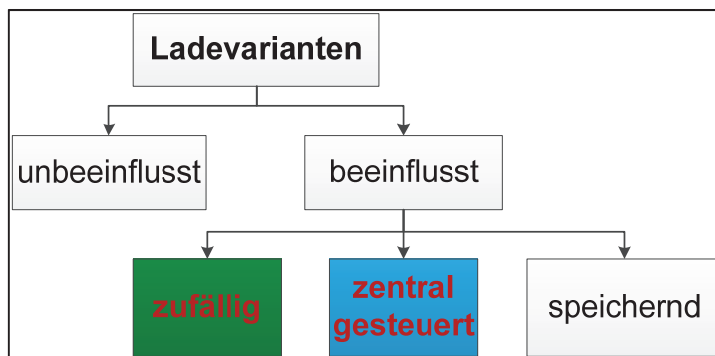 Ladevarianten
unbeeinflusst
beeinflusst
zufällig
zentral
gesteuert
speichernd